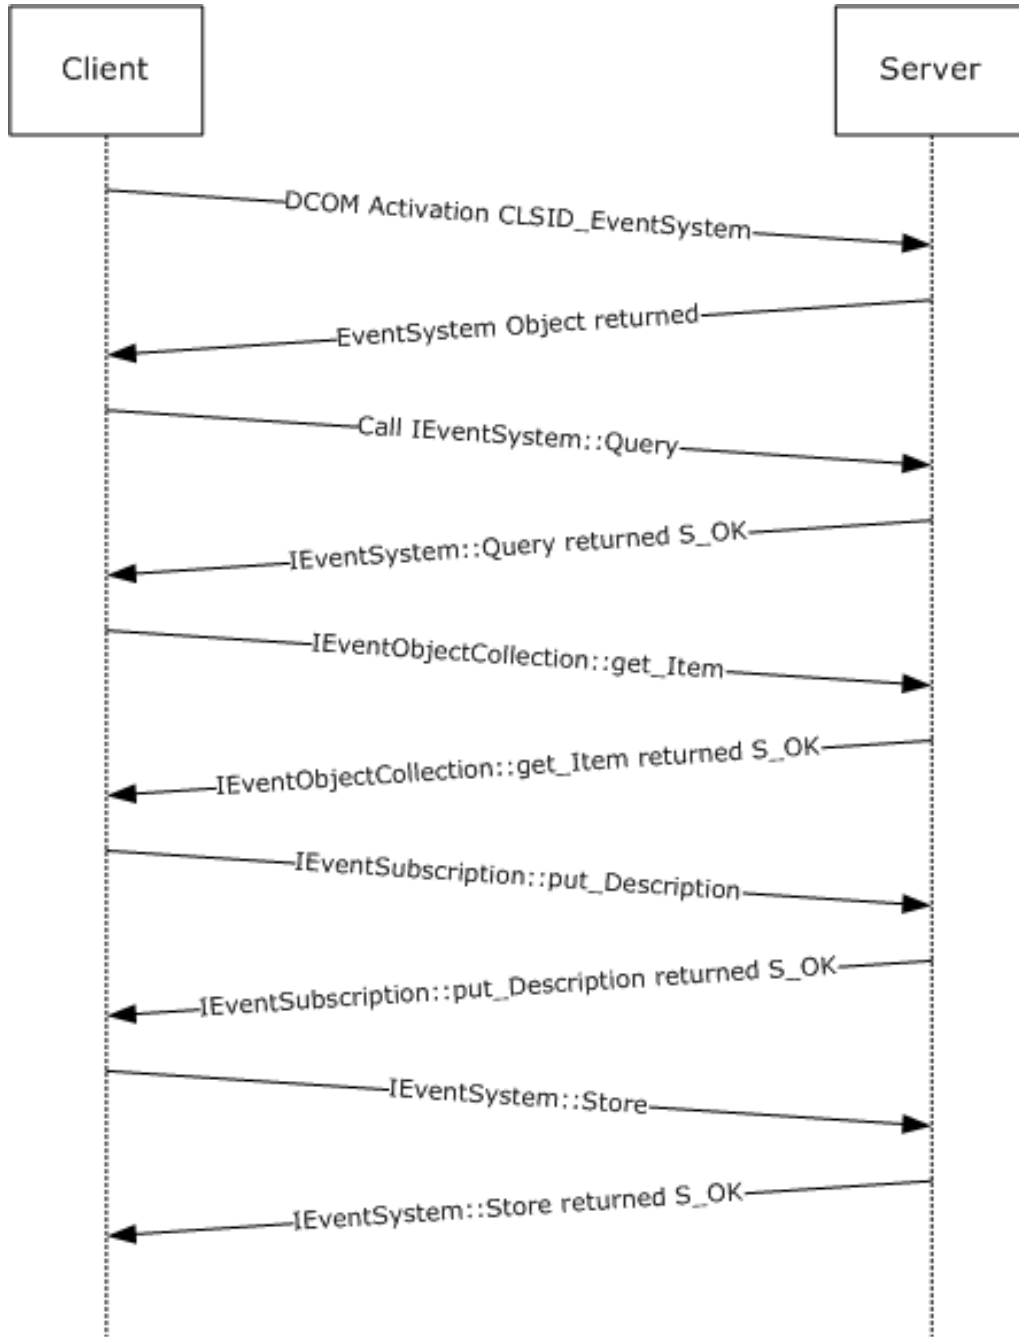 Client
Server
DCOM Activation CLSID_EventSystem
EventSystem Object returned
Call IEventSystem::Query
IEventSystem::Query returned S_OK
IEventObjectCollection::get_Item
IEventObjectCollection::get_Item returned S_OK
IEventSubscription::put_Description
IEventSubscription::put_Description returned S_OK
IEventSystem::Store
IEventSystem::Store returned S_OK